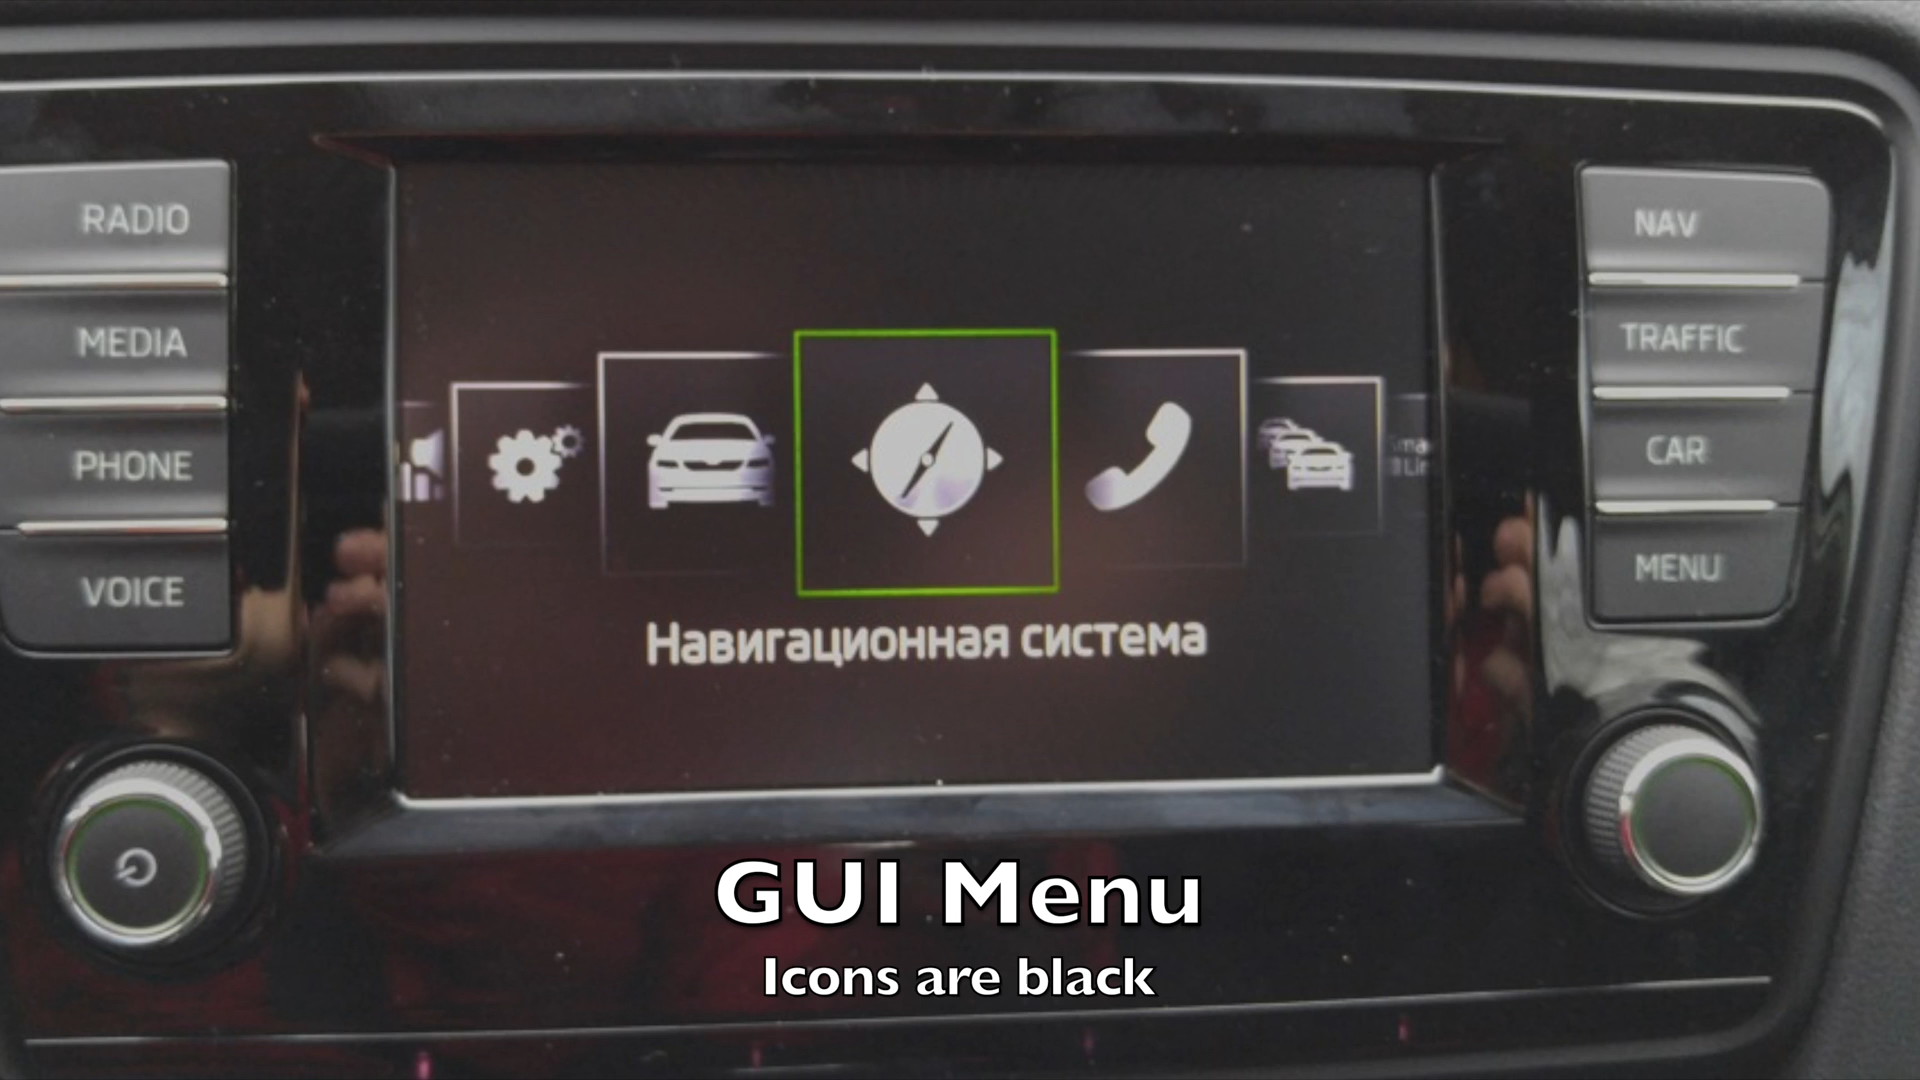 RADIO
MEDIA
PHONE
VOICE
NAV
TRAFFIC
CAR
MENU
Навигационная система
GUI Menu
Icons are black